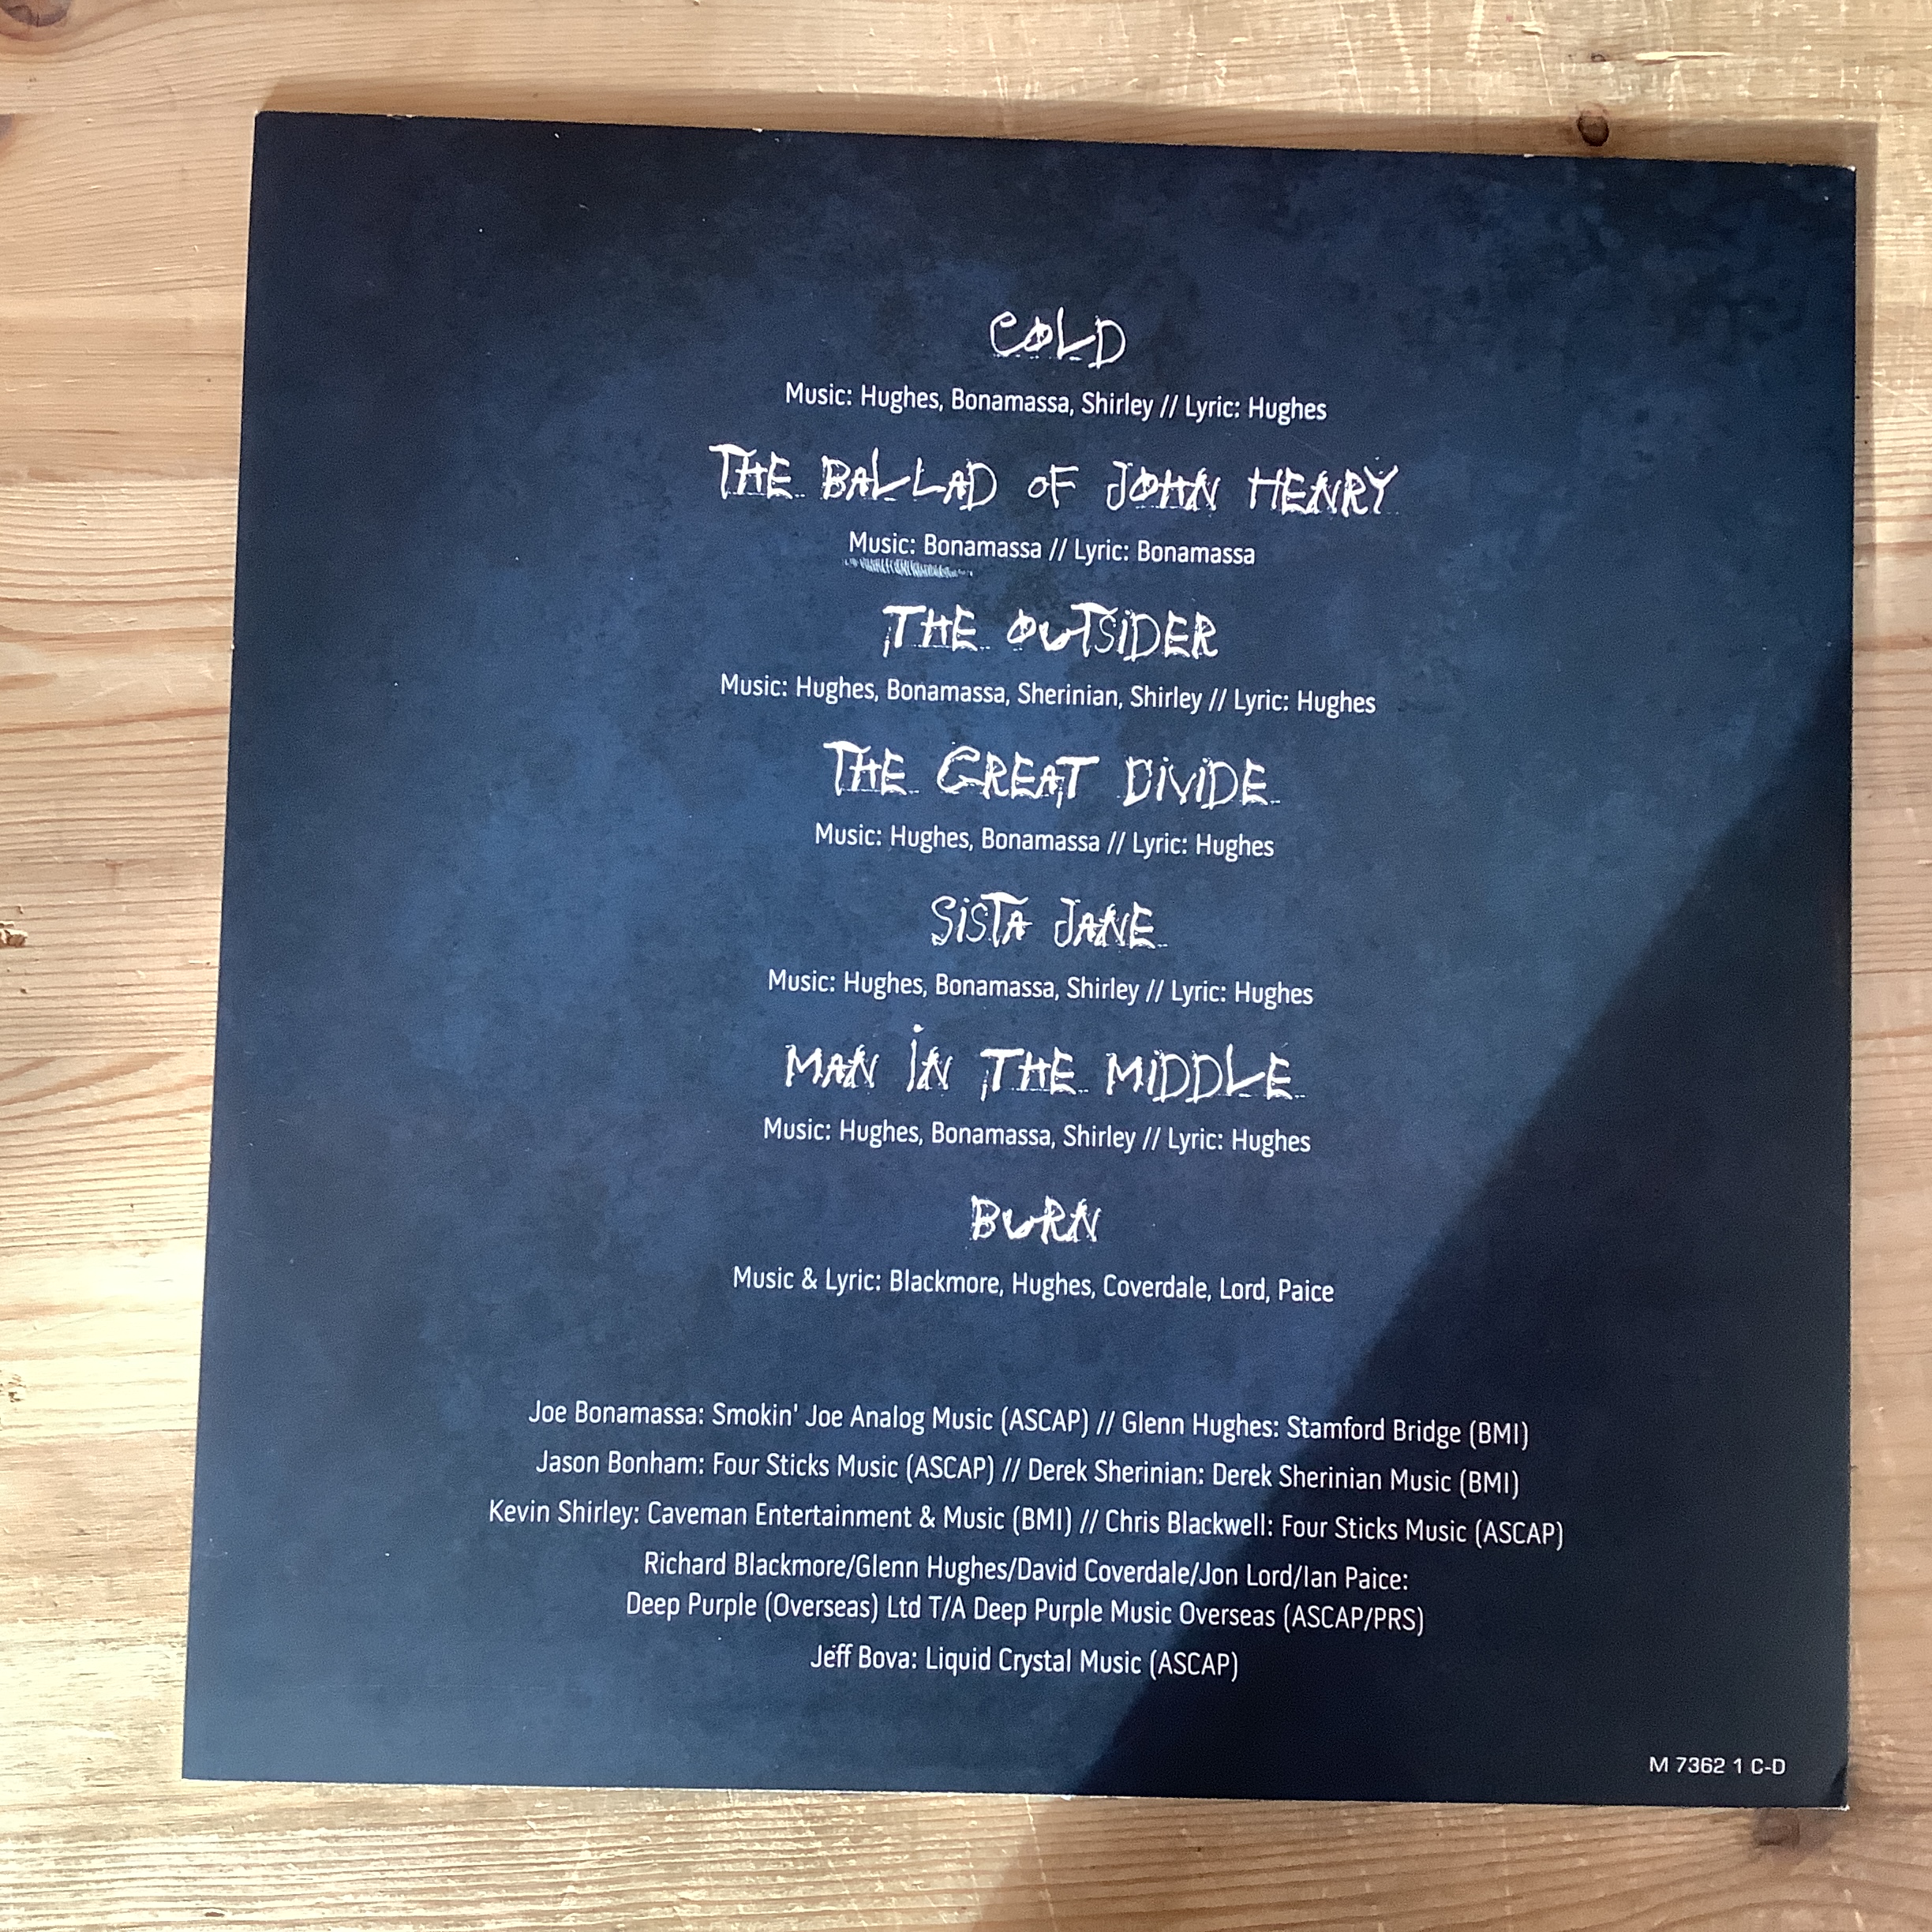 COLD
Music: Hughes, Bonamassa, Shirley // Lyric: Hughes
THE BALLAD OF JOHN HENRY
Music: Bonamassa // Lyric: Bonamassa
THE OUTSiDER
Music: Hughes, Bonamassa, Sherinian, Shirley // Lyric: Hughes
THE GREAT DiViDE
Music: Hughes, Bonamassa // Lyric: Hughes
SiSTA JANE
Music: Hughes, Bonamassa, Shirley // Lyric: Hughes
MAN iN THE MiDDLE
Music: Hughes, Bonamassa, Shirley // Lyric: Hughes
BURN
Music & Lyric: Blackmore, Hughes, Coverdale, Lord, Paice
Joe Bonamassa: Smokin' Joe Analog Music (ASCAP) // Glenn Hughes: Stamford Bridge (BMI)
Jason Bonham: Four Sticks Music (ASCAP) // Derek Sherinian: Derek Sherinian Music (BMI)
Kevin Shirley: Caveman Entertainment & Music (BMI) // Chris Blackwell: Four Sticks Music (ASCAP)
Richard Blackmore/Glenn Hughes/David Coverdale/Jon Lord/Ian Paice:
Deep Purple (Overseas) Ltd T/A Deep Purple Music Overseas (ASCAP/PRS)
Jeff Bova: Liquid Crystal Music (ASCAP)
M 7362 1 C-D